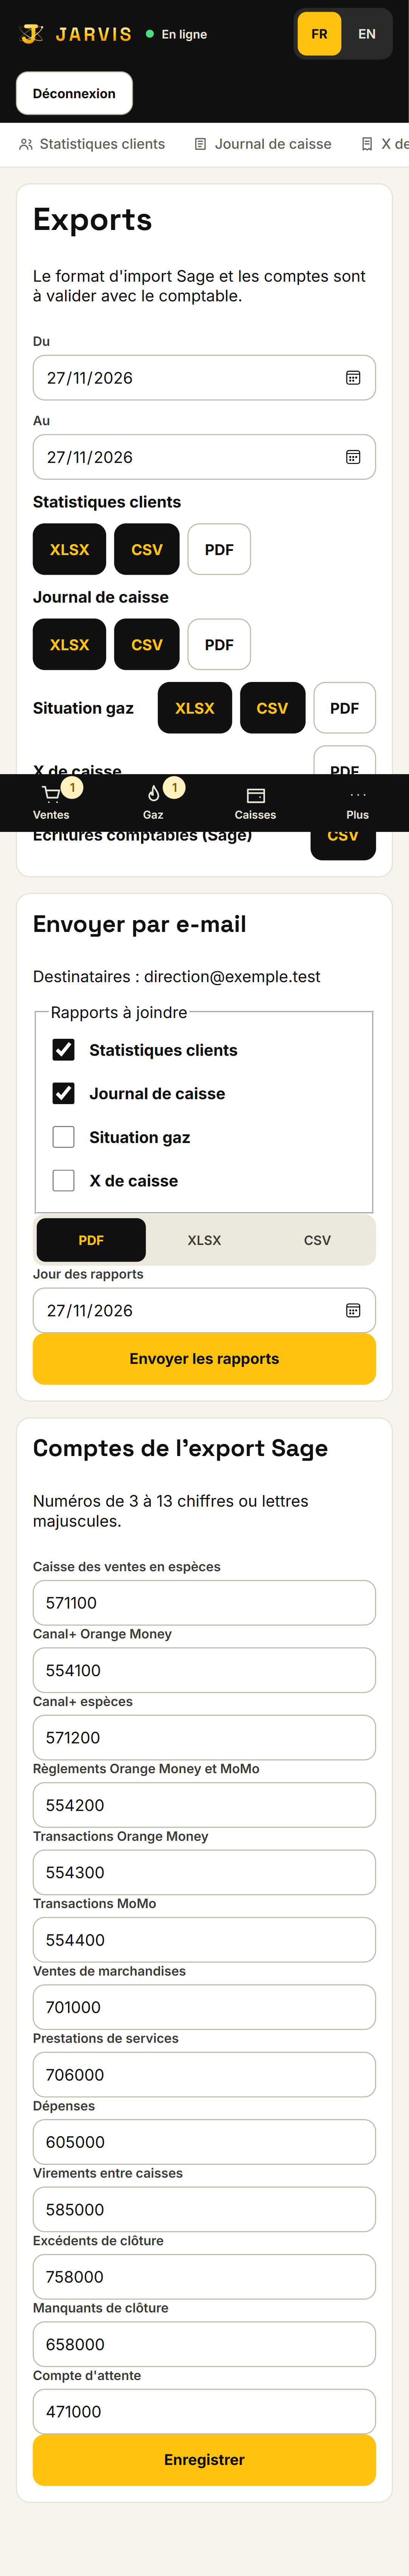 JARVIS
En ligne
FR
EN
Déconnexion
Statistiques clients
Journal de caisse
X de
Exports
Le format d'import Sage et les comptes sont
à valider avec le comptable.
Du
27/11/2026
Au
27/11/2026
Statistiques clients
XLSX
CSV
PDF
Journal de caisse
XLSX
CSV
PDF
Situation gaz
XLSX
CSV
PDF
X de caisse
PDF
1
1
Ventes
Gaz
Caisses
Plus
Écritures comptables (Sage)
CSV
Envoyer par e-mail
Destinataires : direction@exemple.test
Rapports à joindre
Statistiques clients
Journal de caisse
Situation gaz
X de caisse
PDF
XLSX
CSV
Jour des rapports
27/11/2026
Envoyer les rapports
Comptes de l’export Sage
Numéros de 3 à 13 chiffres ou lettres
majuscules.
Caisse des ventes en espèces
571100
Canal+ Orange Money
554100
Canal+ espèces
571200
Règlements Orange Money et MoMo
554200
Transactions Orange Money
554300
Transactions MoMo
554400
Ventes de marchandises
701000
Prestations de services
706000
Dépenses
605000
Virements entre caisses
585000
Excédents de clôture
758000
Manquants de clôture
658000
Compte d'attente
471000
Enregistrer